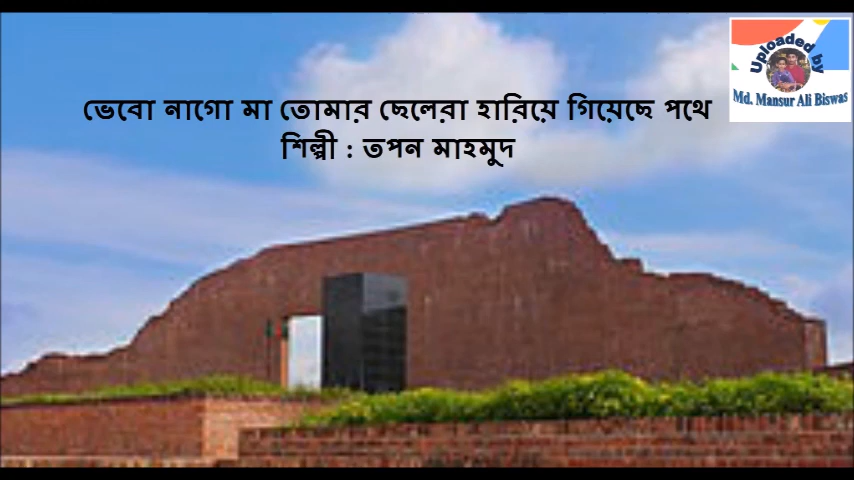 ভেবো নাগো মা তোমার ছেলেরা হারিয়ে গিয়েছে পথে
শিল্পী : তপন মাহমুদ
Uploaded by
Md. Mansur Ali Biswas